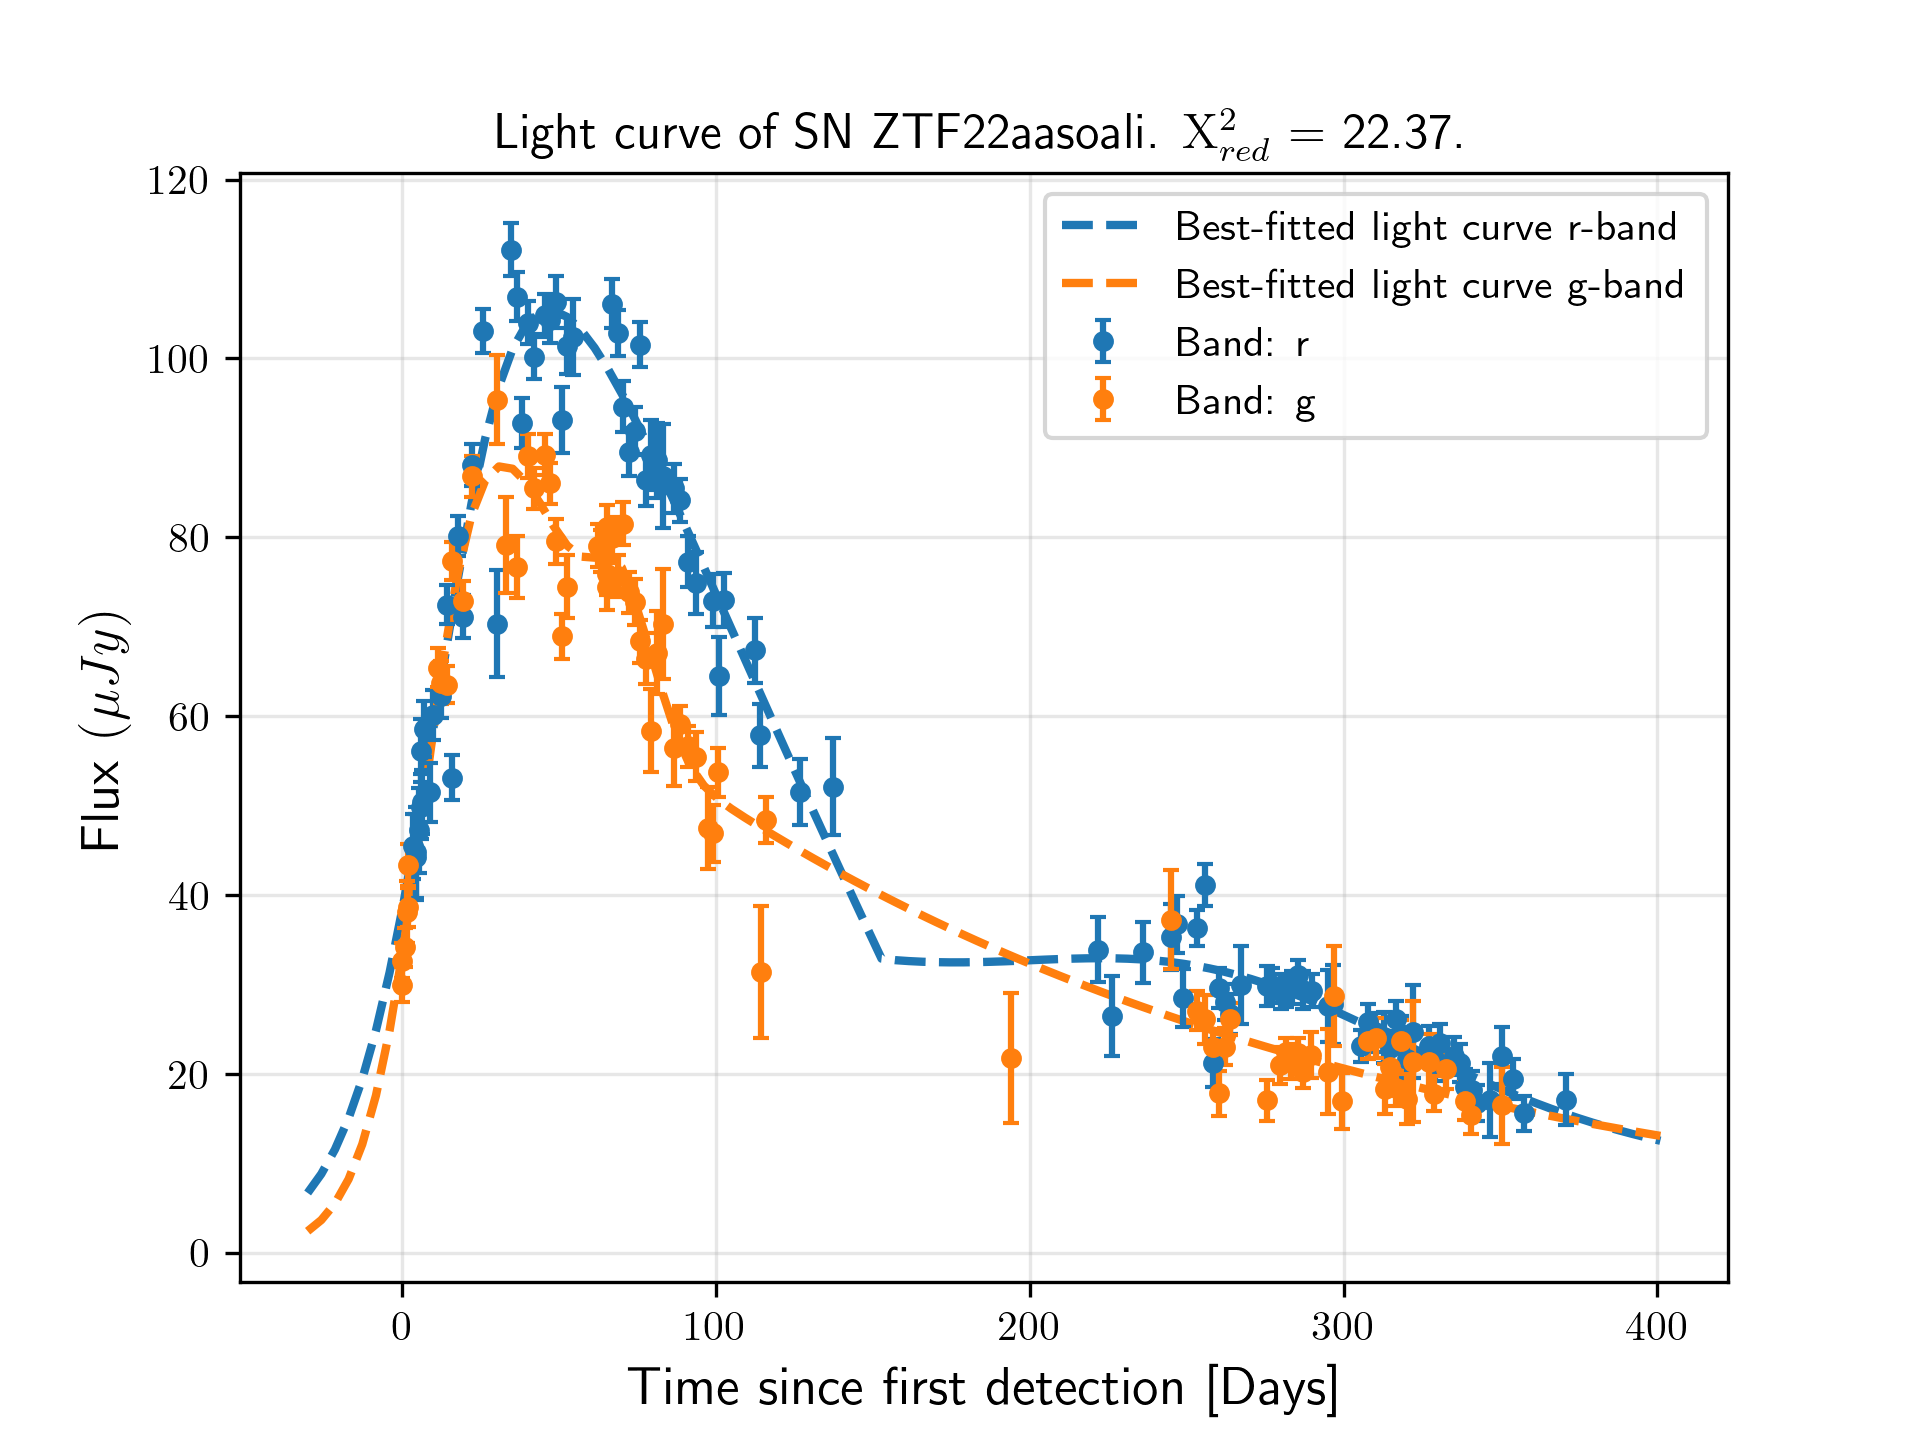 Light curve of SN ZTF22aasoali. X²_red = 22.37.
120
100
80
60
40
20
0
Flux (μJy)
Best-fitted light curve r-band
Best-fitted light curve g-band
Band: r
Band: g
0 100 200 300 400
Time since first detection [Days]